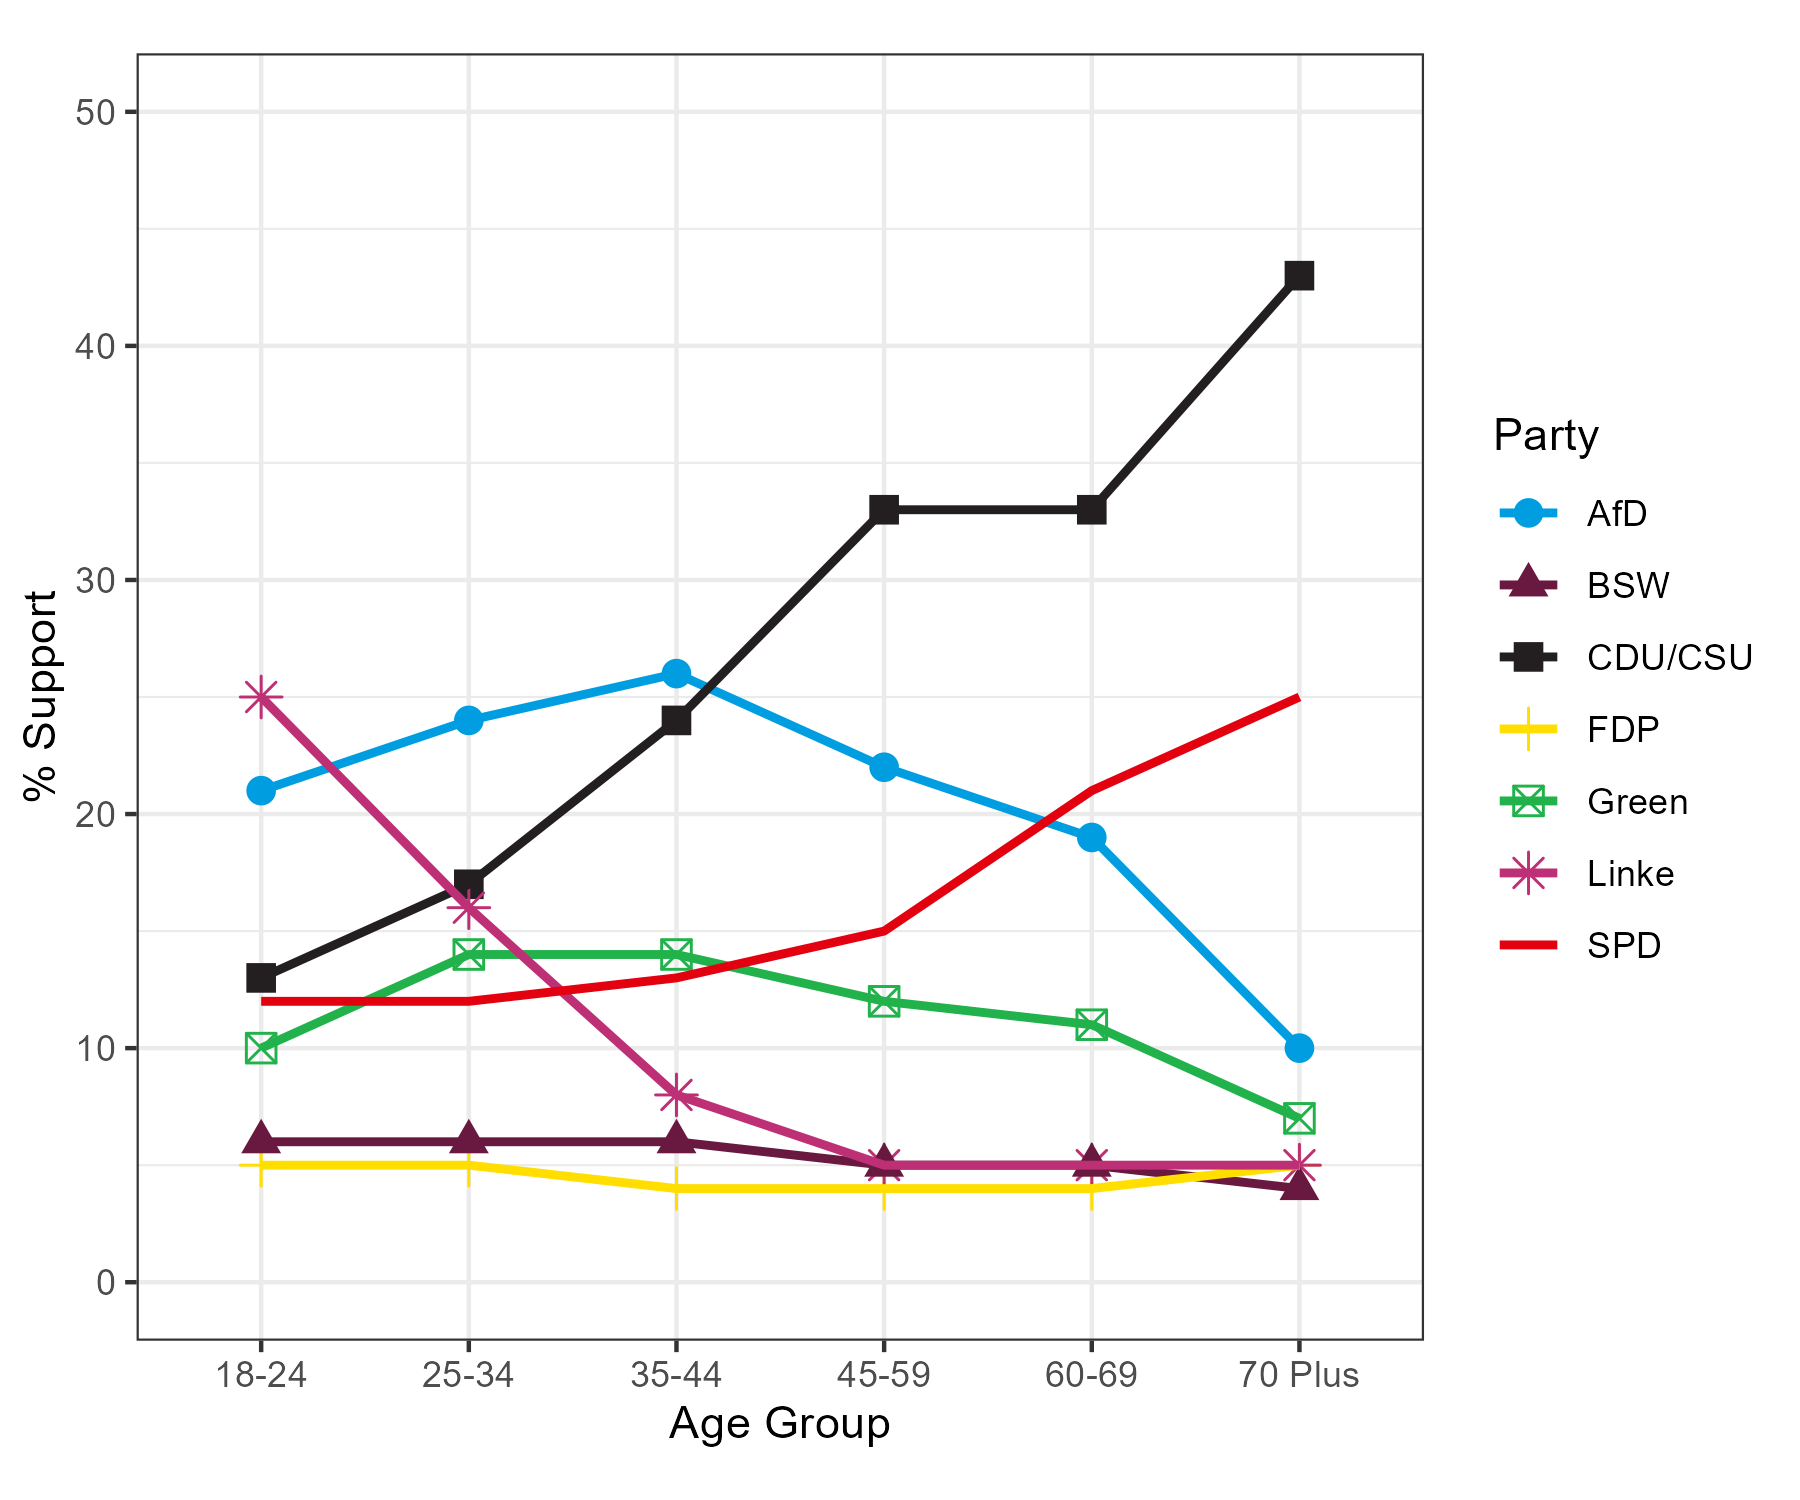 50
40
30
20
10
0
% Support
18-24 25-34 35-44 45-59 60-69 70 Plus
Age Group
Party
AfD
BSW
CDU/CSU
FDP
Green
Linke
SPD